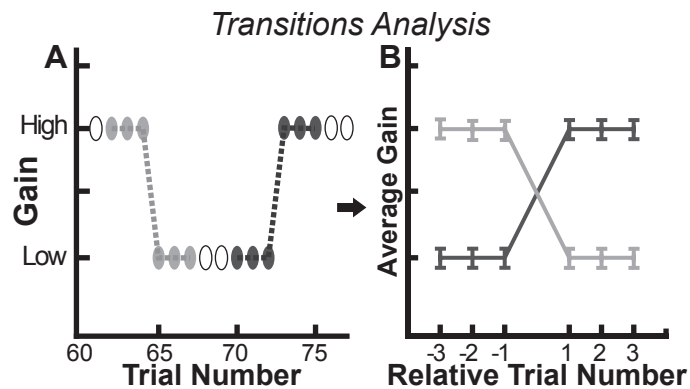 Transitions Analysis
A
High
Low
Gain
60 65 70 75
Trial Number
B
Average Gain
-3 -2 -1 1 2 3
Relative Trial Number